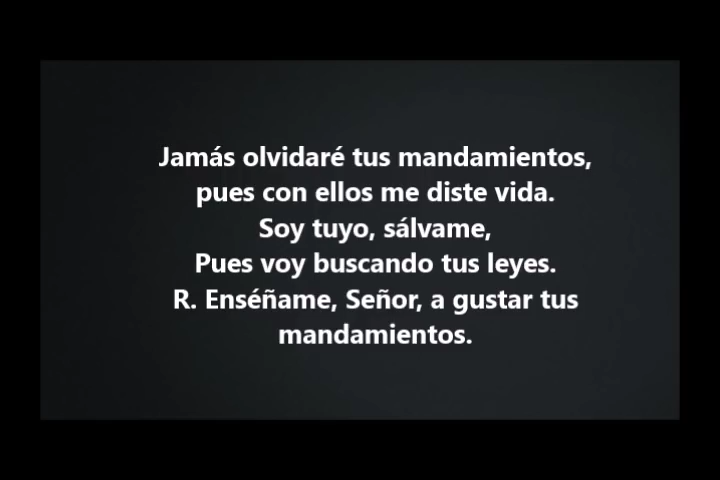 Jamás olvidaré tus mandamientos,
pues con ellos me diste vida.
Soy tuyo, sálvame,
Pues voy buscando tus leyes.
R. Enséñame, Señor, a gustar tus
mandamientos.